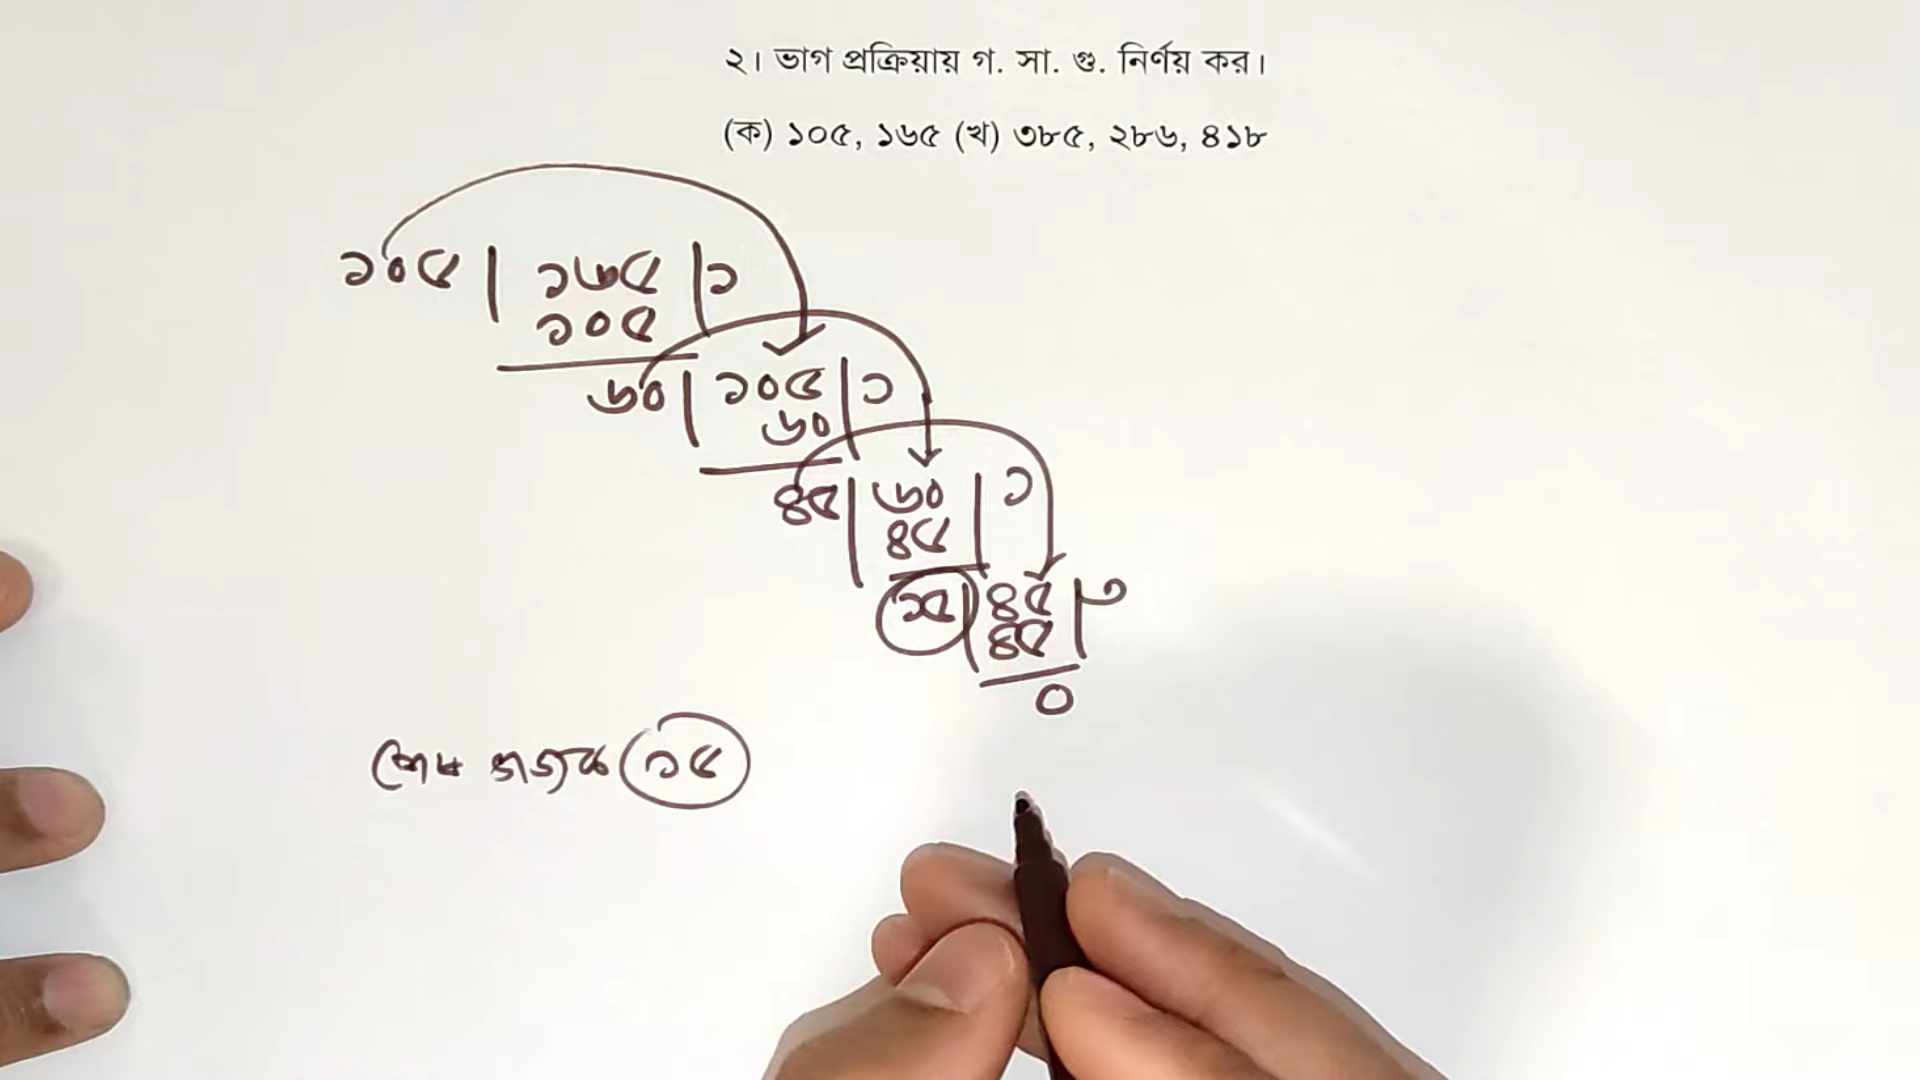 ২। ভাগ প্রক্রিয়ায় গ. সা. গু. নির্ণয় কর।
(ক) ১০৫, ১৬৫ (খ) ৩৮৫, ২৮৬, ৪১৮
১০৫ | ১৬৫ | ১
১০৫
৬০ | ১০৫ | ১
৬০
৪৫ | ৬০ | ১
৪৫
১৫ | ৪৫ | ৩
৪৫
০
শেষ ভাজক ১৫